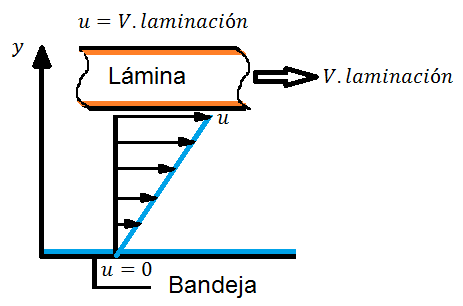 u = V.laminación
y
Lámina
V.laminación
u
u = 0
Bandeja